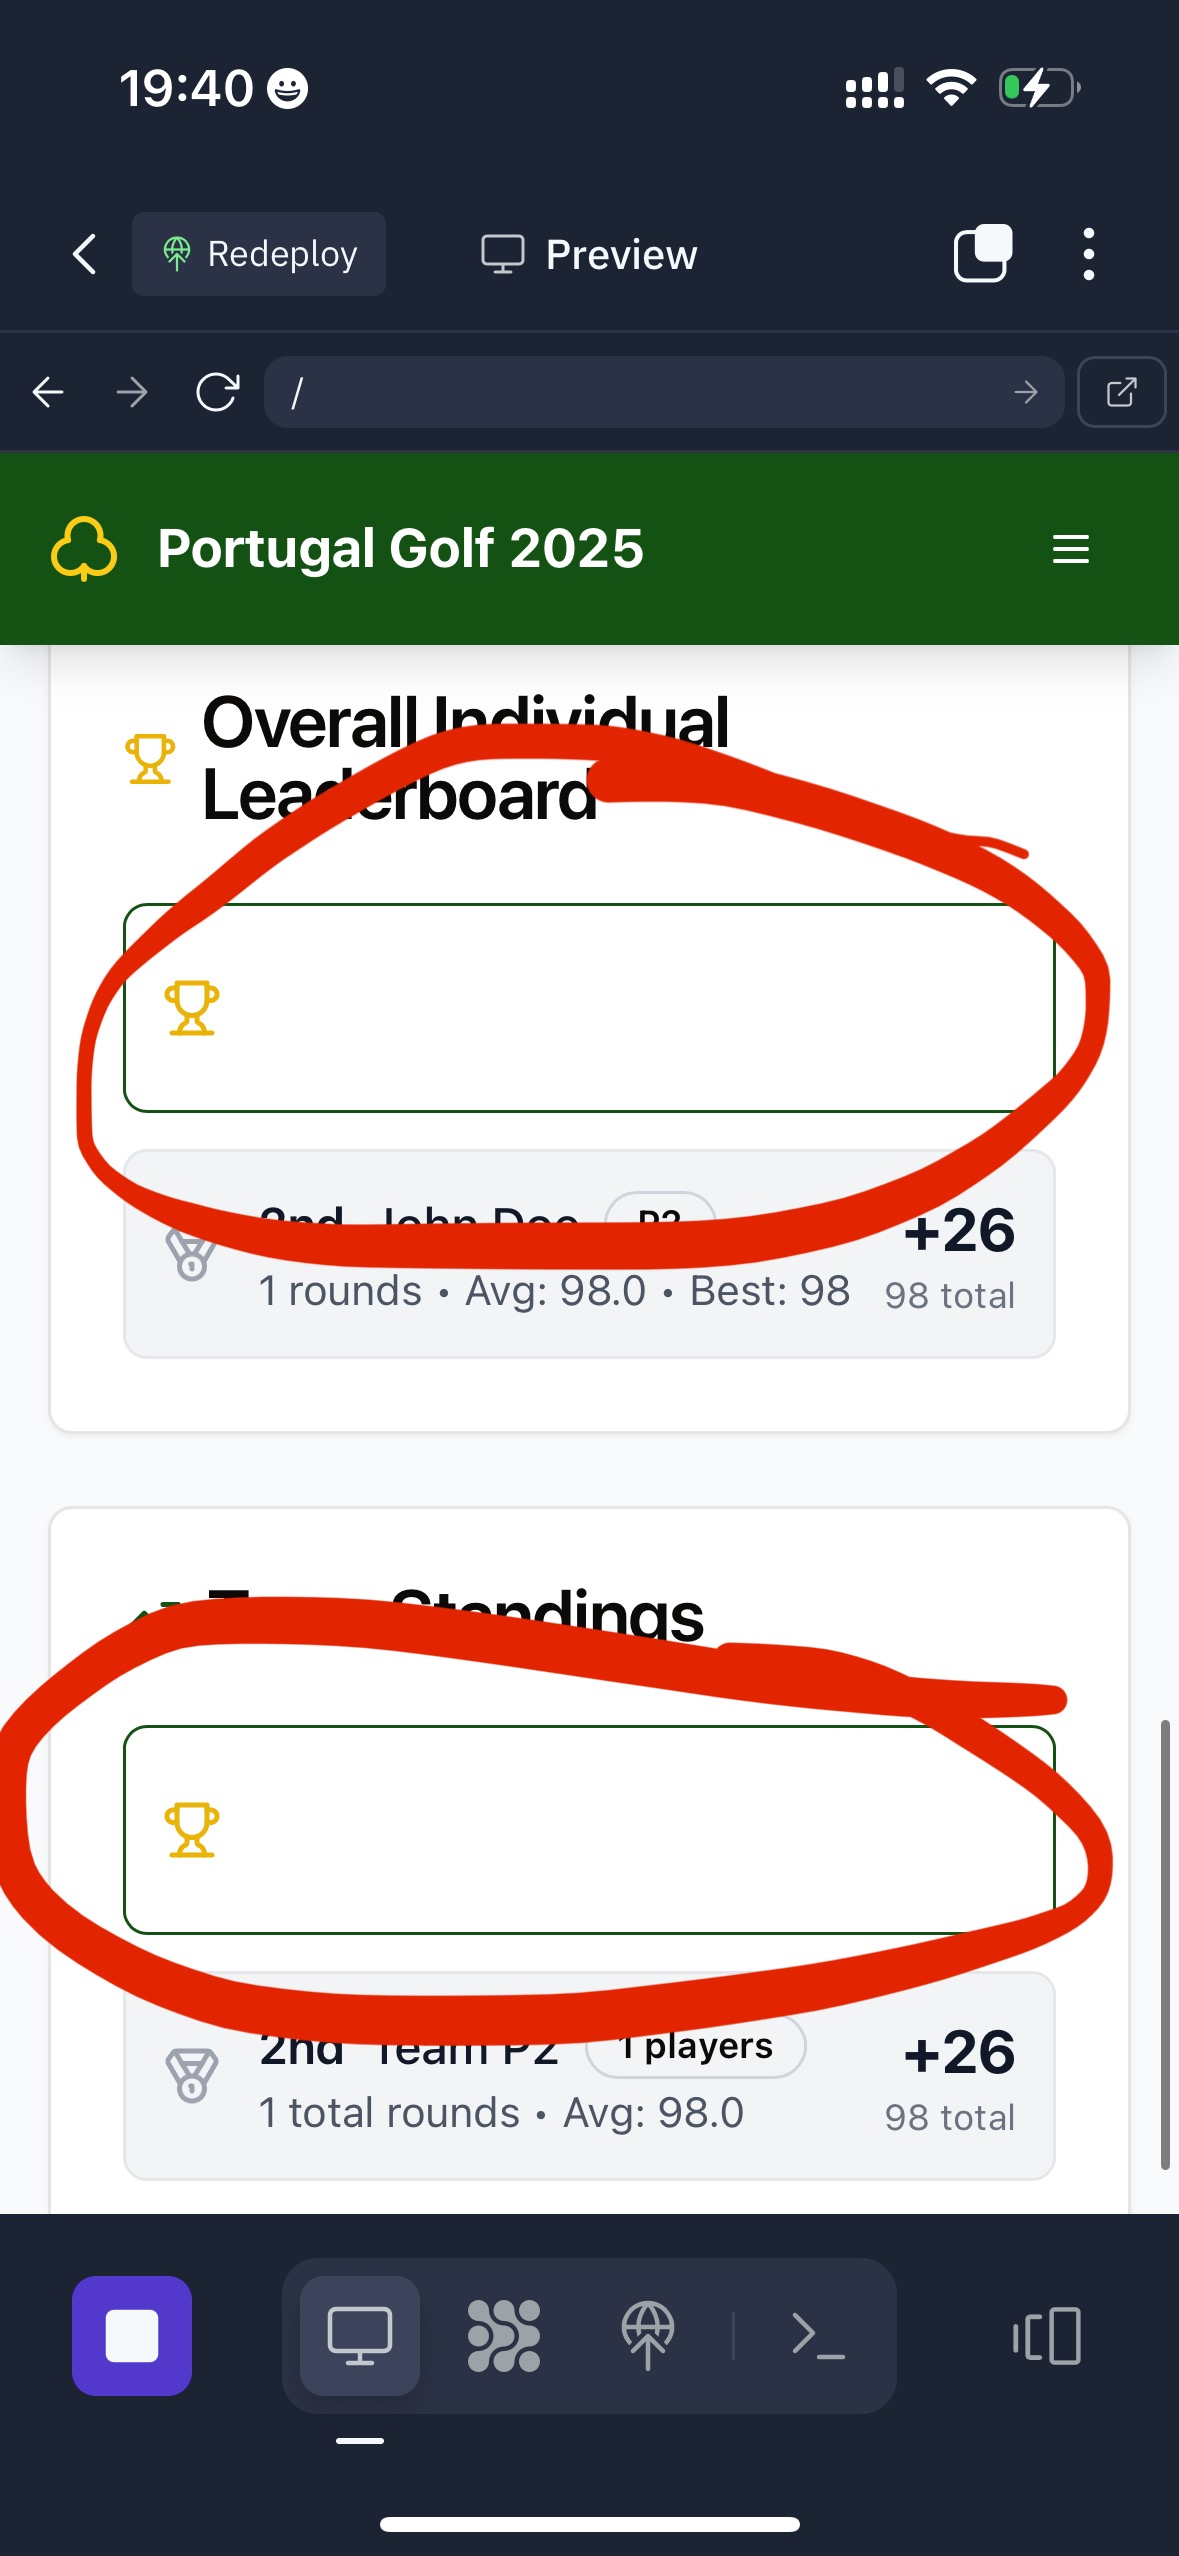 19:40
Redeploy
Preview
/
Portugal Golf 2025
Overall Individual
Leaderboard
2nd John Doe P2 +26
1 rounds • Avg: 98.0 • Best: 98 98 total
Team Standings
2nd Team P2 1 players +26
1 total rounds • Avg: 98.0 98 total